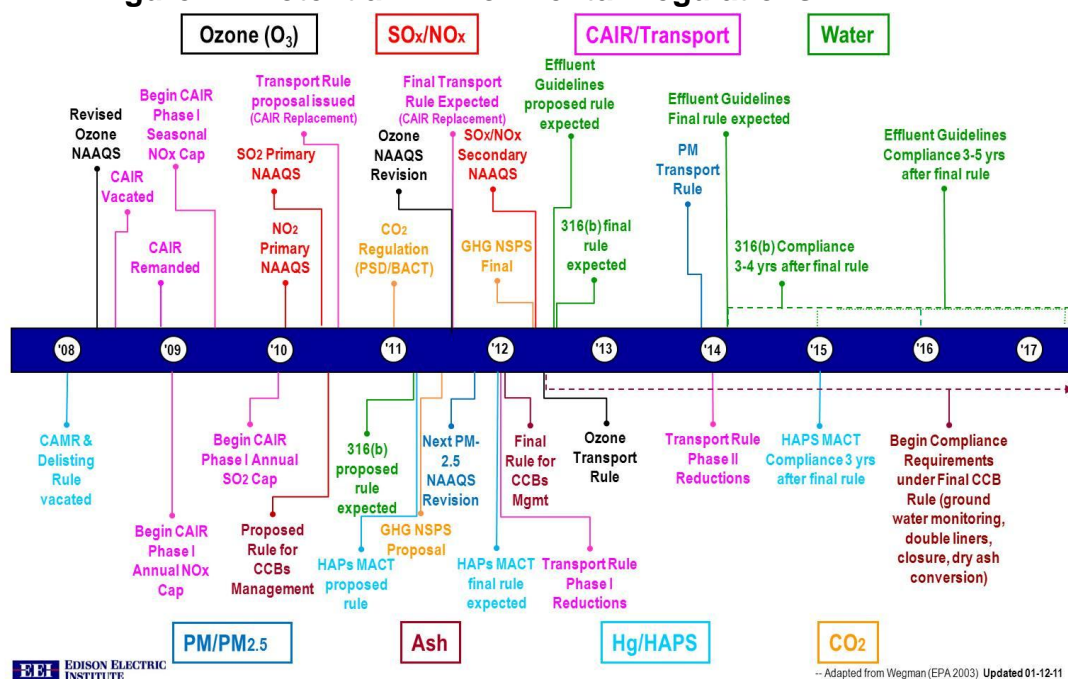 Ozone (O3)
SOx/NOx
CAIR/Transport
Water
Revised
Ozone
NAAQS
CAIR
Vacated
Begin CAIR
Phase I
Seasonal
NOx Cap
CAIR
Remanded
Transport Rule
proposal issued
(CAIR Replacement)
SO2 Primary
NAAQS
NO2
Primary
NAAQS
Ozone
NAAQS
Revision
CO2
Regulation
(PSD/BACT)
Final Transport
Rule Expected
(CAIR Replacement)
SOx/NOx
Secondary
NAAQS
GHG NSPS
Final
Effluent
Guidelines
proposed rule
expected
316(b) final
rule
expected
PM
Transport
Rule
Effluent Guidelines
Final rule expected
316(b) Compliance
3-4 yrs after final rule
Effluent Guidelines
Compliance 3-5 yrs
after final rule
'08
'09
'10
'11
'12
'13
'14
'15
'16
'17
CAMR &
Delisting
Rule
vacated
Begin CAIR
Phase I
Annual NOx
Cap
Begin CAIR
Phase I Annual
SO2 Cap
Proposed
Rule for
CCBs
Management
316(b)
proposed
rule
expected
HAPs MACT
proposed
rule
GHG NSPS
Proposal
Next PM-
2.5
NAAQS
Revision
HAPs MACT
final rule
expected
Final
Rule for
CCBs
Mgmt
Ozone
Transport
Rule
Transport Rule
Phase I
Reductions
Transport Rule
Phase II
Reductions
HAPS MACT
Compliance 3 yrs
after final rule
Begin Compliance
Requirements
under Final CCB
Rule (ground
water monitoring,
double liners,
closure, dry ash
conversion)
PM/PM2.5
Ash
Hg/HAPS
CO2
EEI EDISON ELECTRIC
INSTITUTE
-- Adapted from Wegman (EPA 2003) Updated 01-12-11